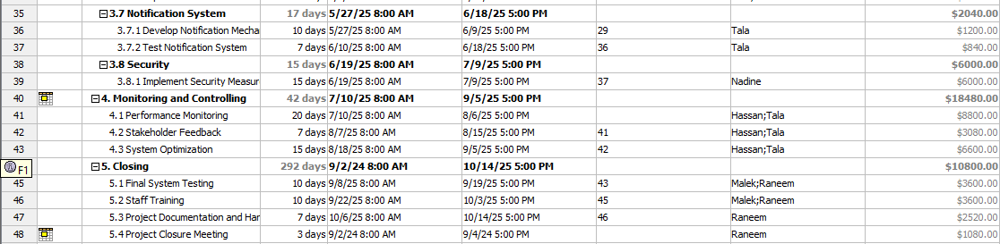 35 3.7 Notification System 17 days 5/27/25 8:00 AM 6/18/25 5:00 PM $2040.00
36 3.7.1 Develop Notification Mecha 10 days 5/27/25 8:00 AM 6/9/25 5:00 PM 29 Tala $1200.00
37 3.7.2 Test Notification System 7 days 6/10/25 8:00 AM 6/18/25 5:00 PM 36 Tala $840.00
38 3.8 Security 15 days 6/19/25 8:00 AM 7/9/25 5:00 PM $6000.00
39 3.8.1 Implement Security Measur 15 days 6/19/25 8:00 AM 7/9/25 5:00 PM 37 Nadine $6000.00
40 4. Monitoring and Controlling 42 days 7/10/25 8:00 AM 9/5/25 5:00 PM $18480.00
41 4.1 Performance Monitoring 20 days 7/10/25 8:00 AM 8/6/25 5:00 PM Hassan;Tala $8800.00
42 4.2 Stakeholder Feedback 7 days 8/7/25 8:00 AM 8/15/25 5:00 PM 41 Hassan;Tala $3080.00
43 4.3 System Optimization 15 days 8/18/25 8:00 AM 9/5/25 5:00 PM 42 Hassan;Tala $6600.00
F1 5. Closing 292 days 9/2/24 8:00 AM 10/14/25 5:00 PM $10800.00
45 5.1 Final System Testing 10 days 9/8/25 8:00 AM 9/19/25 5:00 PM 43 Malek;Raneem $3600.00
46 5.2 Staff Training 10 days 9/22/25 8:00 AM 10/3/25 5:00 PM 45 Malek;Raneem $3600.00
47 5.3 Project Documentation and Har 7 days 10/6/25 8:00 AM 10/14/25 5:00 PM 46 Raneem $2520.00
48 5.4 Project Closure Meeting 3 days 9/2/24 8:00 AM 9/4/24 5:00 PM Raneem $1080.00